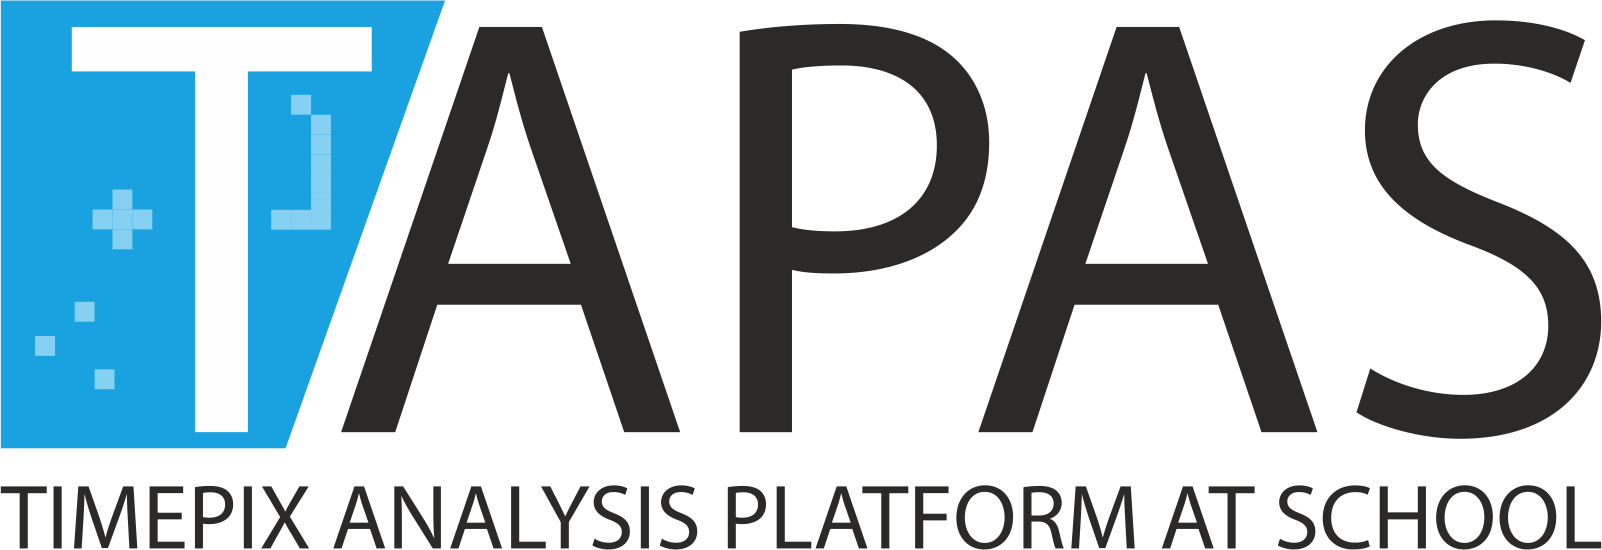 TAPAS
TIMEPIX ANALYSIS PLATFORM AT SCHOOL